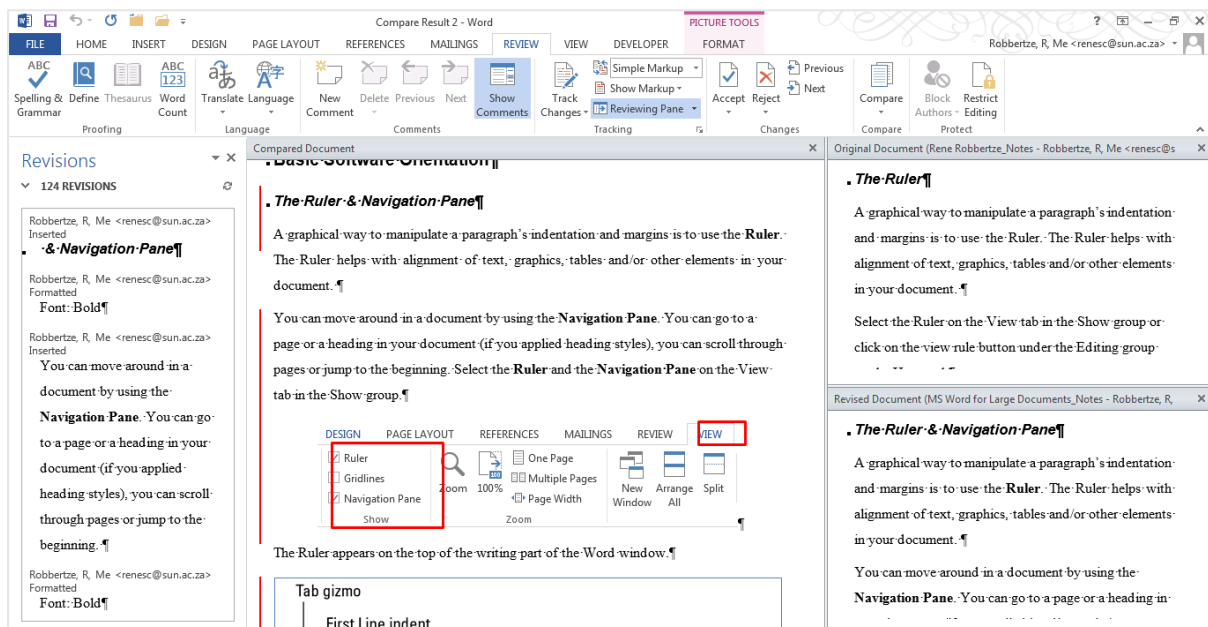 Compare Result 2 - Word
PICTURE TOOLS
FILE HOME INSERT DESIGN PAGE LAYOUT REFERENCES MAILINGS REVIEW VIEW DEVELOPER FORMAT
Robbertze, R, Me <renesc@sun.ac.za>
ABC
Spelling & Grammar
Define
Thesaurus
ABC
123
Word Count
Proofing
Translate
Language
Language
New Comment
Delete
Previous
Next
Show Comments
Comments
Track Changes
Simple Markup
Show Markup
Reviewing Pane
Tracking
Accept
Reject
Previous
Next
Changes
Compare
Compare
Block Authors
Restrict Editing
Protect
Revisions
124 REVISIONS
Robbertze, R, Me <renesc@sun.ac.za>
Inserted
& Navigation Pane¶
Robbertze, R, Me <renesc@sun.ac.za>
Formatted
Font: Bold¶
Robbertze, R, Me <renesc@sun.ac.za>
Inserted
You can move around in a
document by using the
Navigation Pane. You can go
to a page or a heading in your
document (if you applied
heading styles), you can scroll
through pages or jump to the
beginning. ¶
Robbertze, R, Me <renesc@sun.ac.za>
Formatted
Font: Bold¶
Compared Document
Basic Software Orientation¶
The Ruler & Navigation Pane¶
A graphical way to manipulate a paragraph's indentation and margins is to use the Ruler.
The Ruler helps with alignment of text, graphics, tables and/or other elements in your
document. ¶
You can move around in a document by using the Navigation Pane. You can go to a
page or a heading in your document (if you applied heading styles), you can scroll through
pages or jump to the beginning. Select the Ruler and the Navigation Pane on the View
tab in the Show group.¶
DESIGN PAGE LAYOUT REFERENCES MAILINGS REVIEW VIEW
Ruler
Gridlines
Navigation Pane
Show
Zoom
100
100%
One Page
Multiple Pages
Page Width
Zoom
New Window
Arrange All
Split
¶
The Ruler appears on the top of the writing part of the Word window.¶
Tab gizmo
First Line indent
Original Document (Rene Robbertze_Notes - Robbertze, R, Me <renesc@s
The Ruler¶
A graphical way to manipulate a paragraph's indentation
and margins is to use the Ruler. The Ruler helps with
alignment of text, graphics, tables and/or other elements
in your document. ¶
Select the Ruler on the View tab in the Show group or
click on the view rule button under the Editing group
Revised Document (MS Word for Large Documents_Notes - Robbertze, R,
The Ruler & Navigation Pane¶
A graphical way to manipulate a paragraph's indentation
and margins is to use the Ruler. The Ruler helps with
alignment of text, graphics, tables and/or other elements
in your document. ¶
You can move around in a document by using the
Navigation Pane. You can go to a page or a heading in